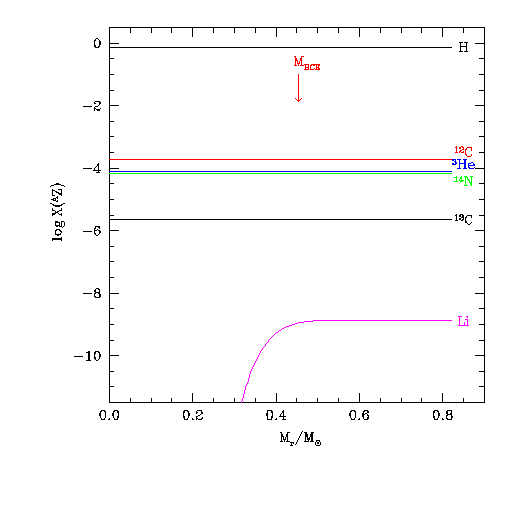 0
H
M_BCE
-2
¹²C
³He
-4
¹⁴N
log X(ᴬZ)
¹³C
-6
-8
Li
-10
0.0 0.2 0.4 0.6 0.8
M_r/M_⊙